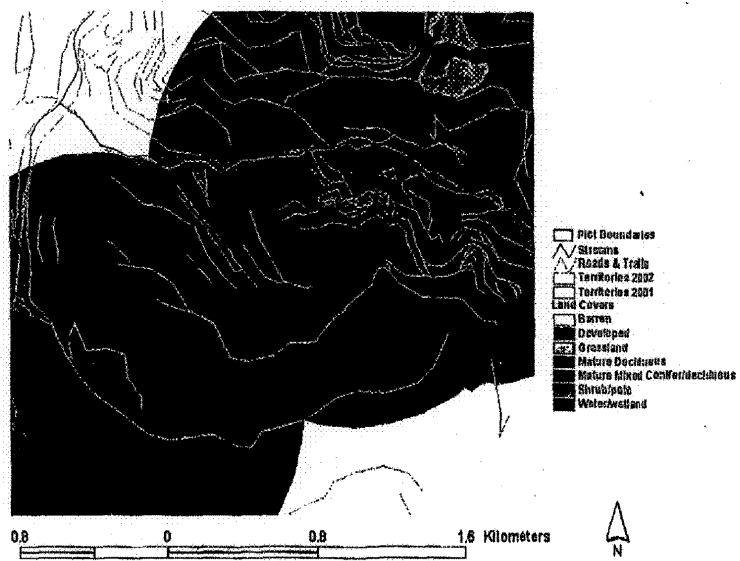 Plot Boundaries
Streams
Roads & Trails
Territories 2002
Territories 2001
Land Covers
Barren
Developed
Grassland
Mature Deciduous
Mature Mixed Conifer/deciduous
Shrub/pole
Water/wetland
0.8 0 0.8 1.6 Kilometers
N